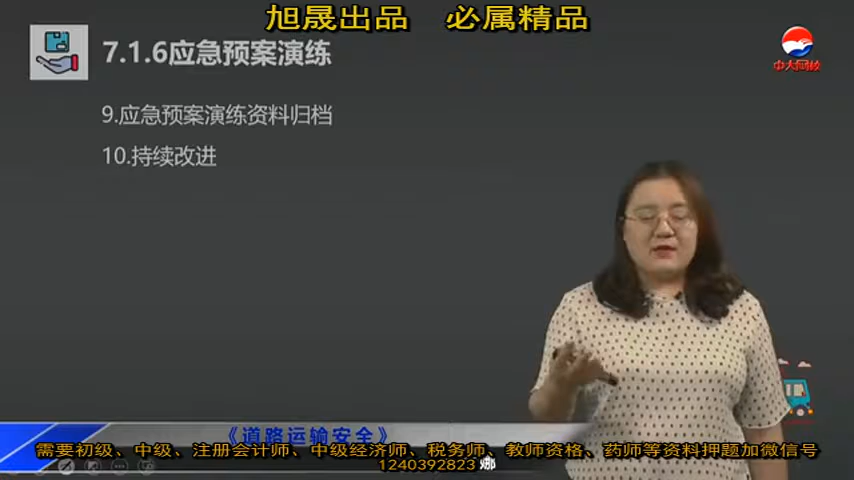 旭晟出品 必属精品
7.1.6应急预案演练
中大网校
9.应急预案演练资料归档
10.持续改进
《道路运输安全》
需要初级、中级、注册会计师、中级经济师、税务师、教师资格、药师等资料押题加微信号
1240392823
娜